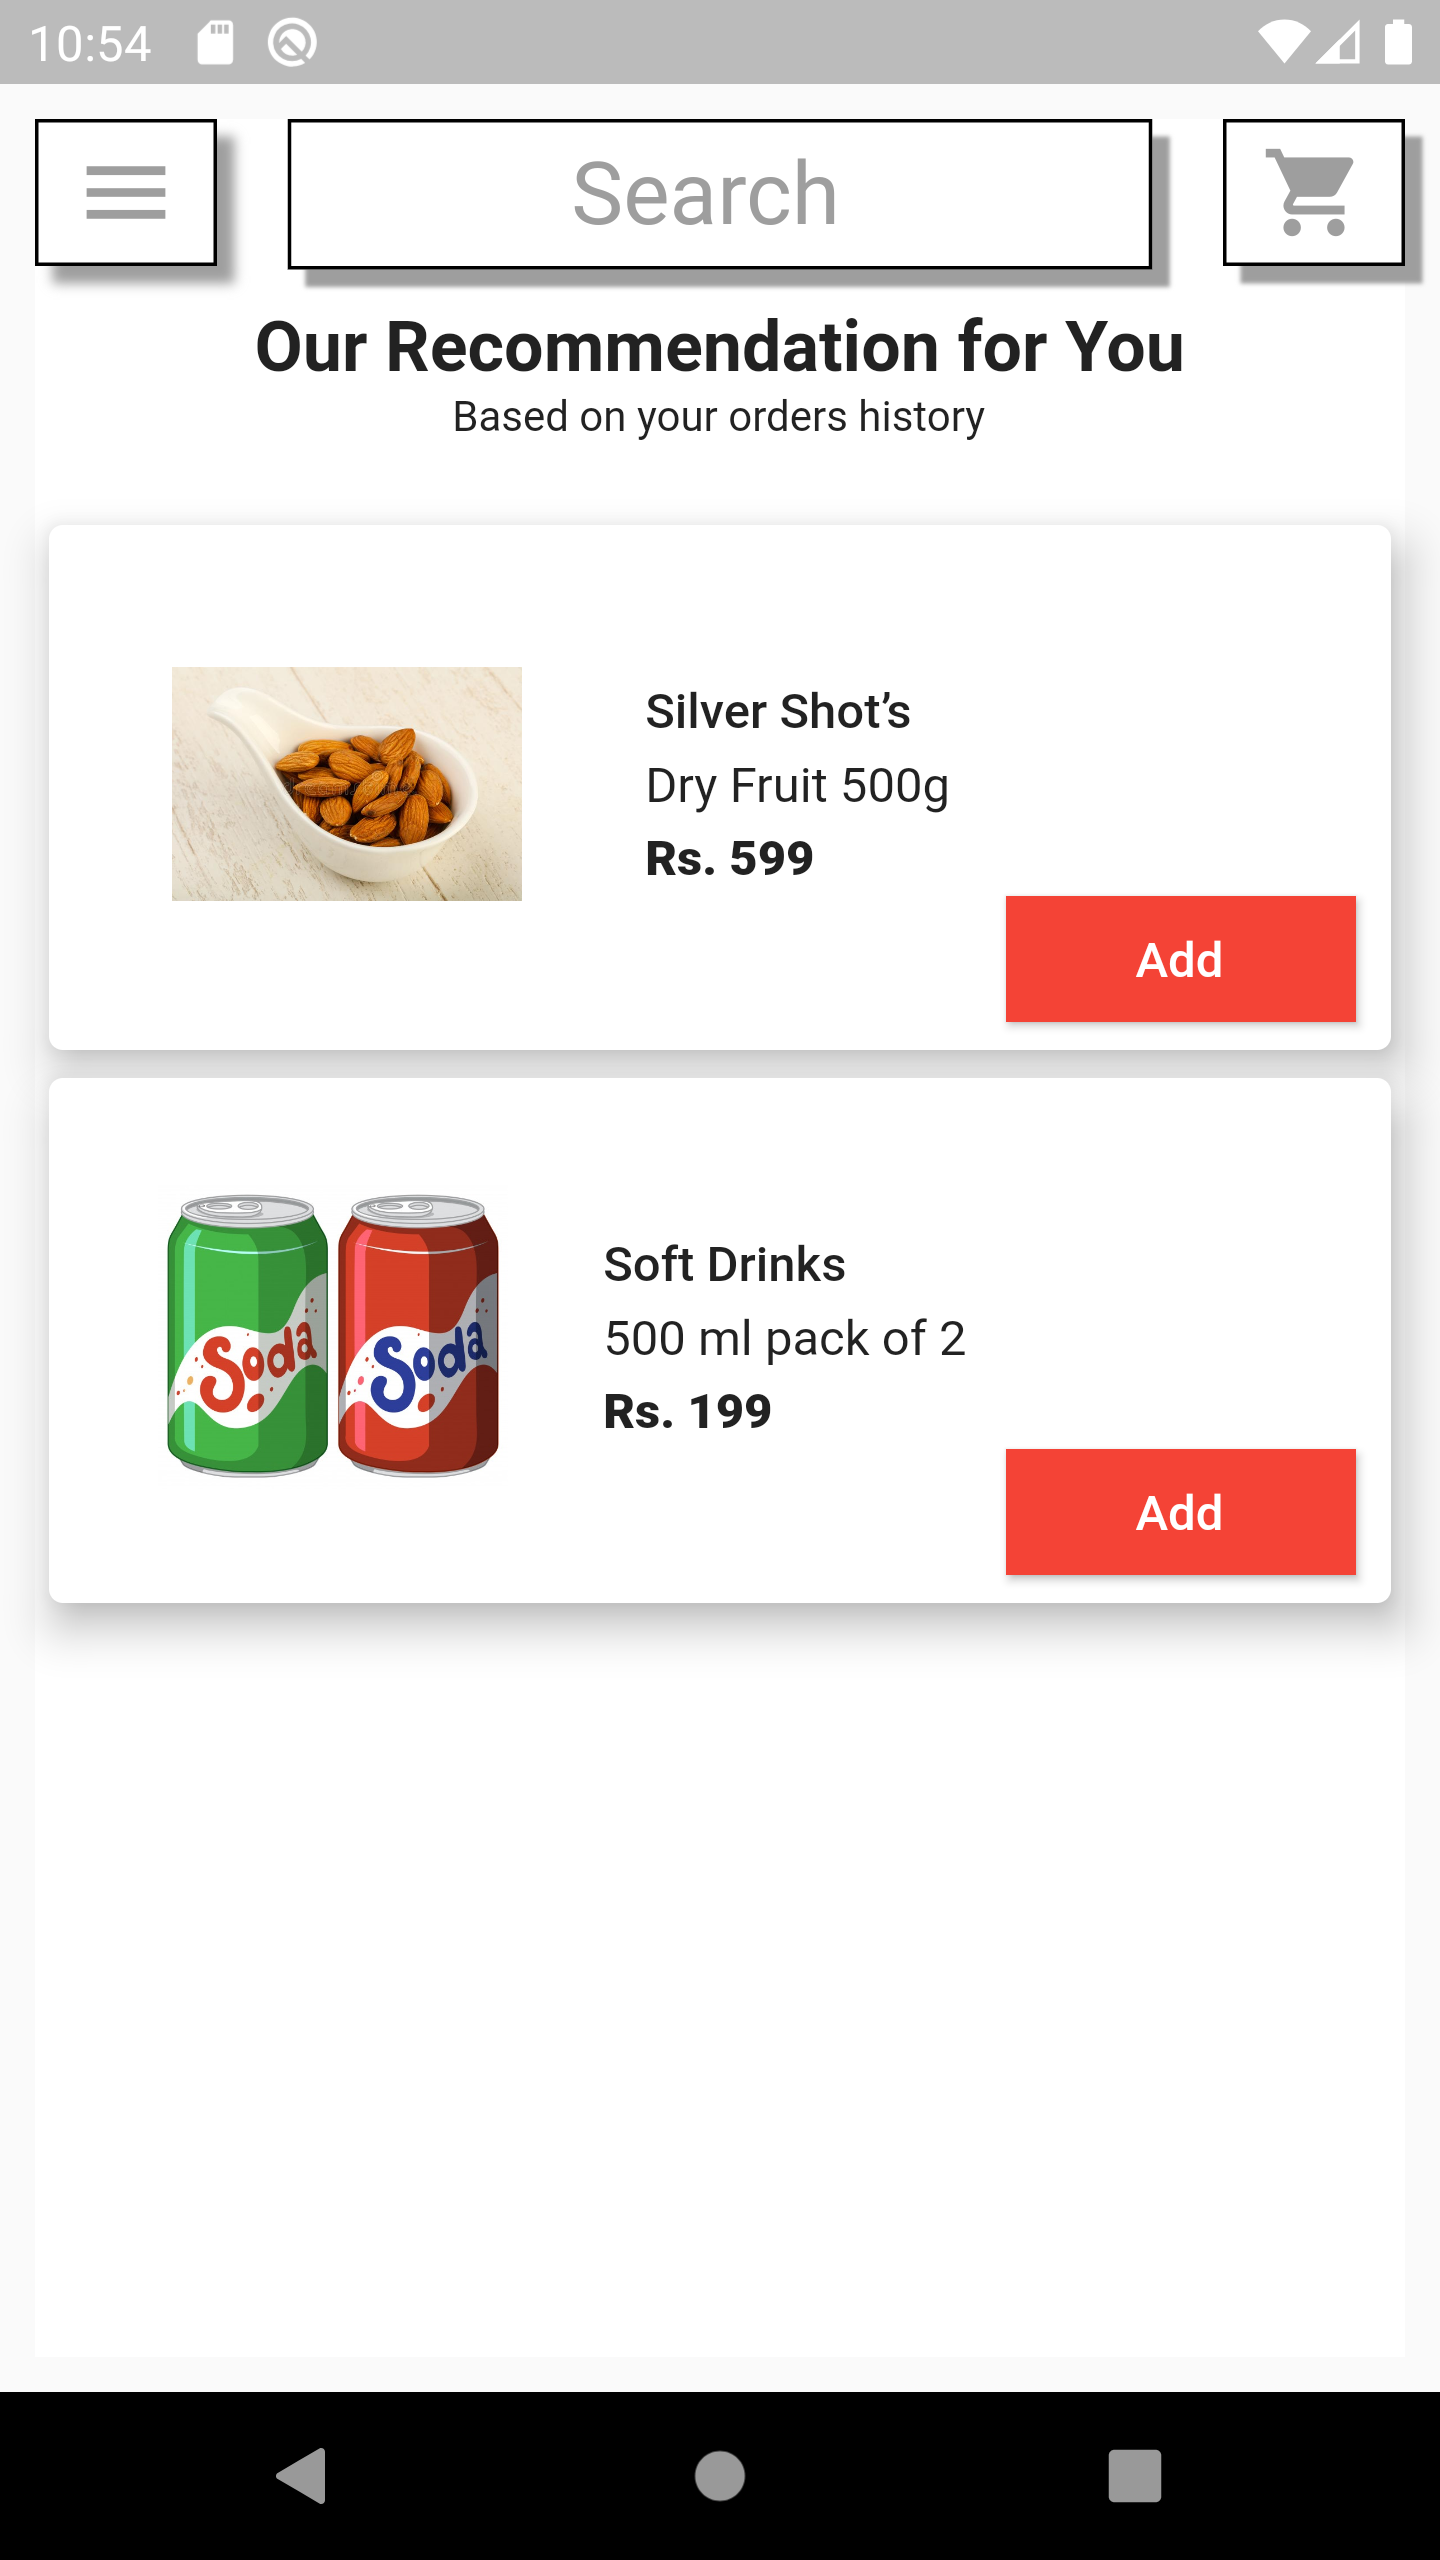 10:54
Search
Our Recommendation for You
Based on your orders history
Silver Shot’s
Dry Fruit 500g
Rs. 599
Add
Soda
Soda
Soft Drinks
500 ml pack of 2
Rs. 199
Add